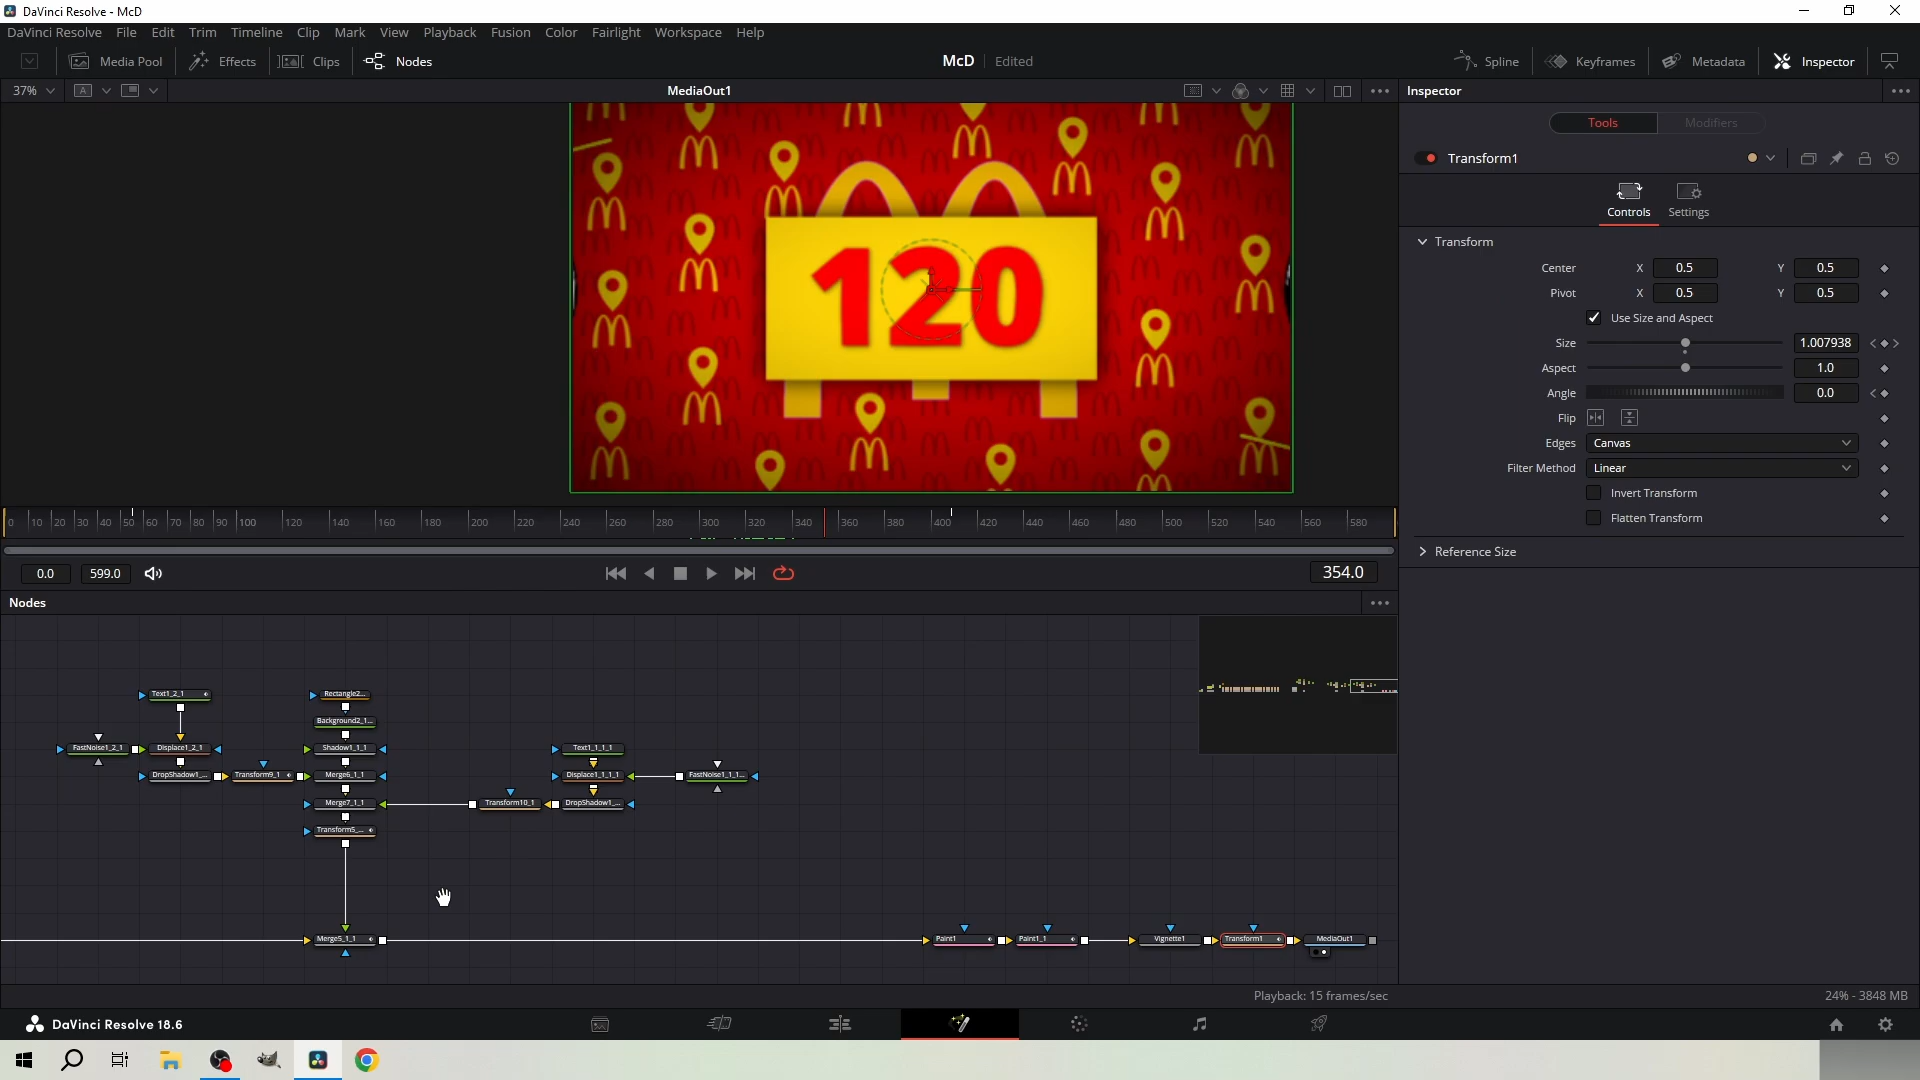 DaVinci Resolve - McD
DaVinci Resolve File Edit Trim Timeline Clip Mark View Playback Fusion Color Fairlight Workspace Help
Media Pool Effects Clips Nodes McD Edited Spline Keyframes Metadata Inspector
37% A MediaOut1 Inspector
Tools Modifiers
Transform1
Controls Settings
Transform
Center X 0.5 Y 0.5
Pivot X 0.5 Y 0.5
Use Size and Aspect
Size 1.007938
Aspect 1.0
Angle 0.0
Flip
Edges Canvas
Filter Method Linear
Invert Transform
Flatten Transform
Reference Size
120
0 10 20 30 40 50 60 70 80 90 100 120 140 160 180 200 220 240 260 280 300 320 340 360 380 400 420 440 460 480 500 520 540 560 580
0.0 599.0 354.0
Nodes
Text1_2_1 Rectangle2...
Background2_1...
FastNoise1_2_1 Displace1_2_1 Shadow1_1_1 Text1_1_1_1
DropShadow1_... Transform9_1 Merge6_1_1 Displace1_1_1_1 FastNoise1_1_1...
Merge7_1_1 Transform10_1 DropShadow1_...
Transform5_...
Merge5_1_1 Paint1 Paint1_1 Vignette1 Transform1 MediaOut1
Playback: 15 frames/sec 24% - 3848 MB
DaVinci Resolve 18.6